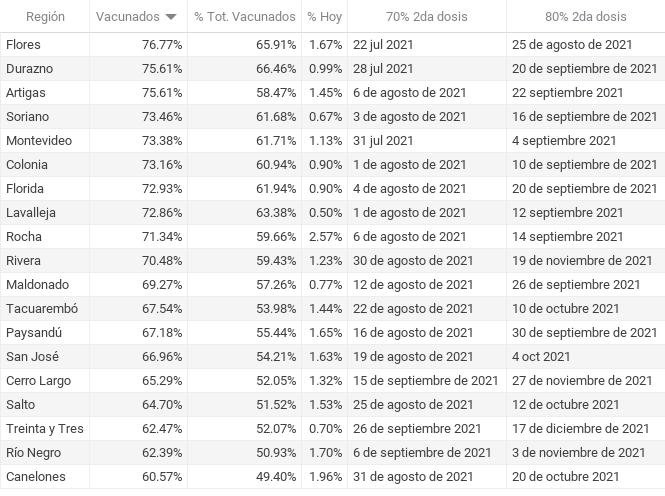 Región Vacunados % Tot. Vacunados % Hoy 70% 2da dosis 80% 2da dosis
Flores 76.77% 65.91% 1.67% 22 jul 2021 25 de agosto de 2021
Durazno 75.61% 66.46% 0.99% 28 jul 2021 20 de septiembre de 2021
Artigas 75.61% 58.47% 1.45% 6 de agosto de 2021 22 septiembre 2021
Soriano 73.46% 61.68% 0.67% 3 de agosto de 2021 16 de septiembre de 2021
Montevideo 73.38% 61.71% 1.13% 31 jul 2021 4 septiembre 2021
Colonia 73.16% 60.94% 0.90% 1 de agosto de 2021 10 de septiembre de 2021
Florida 72.93% 61.94% 0.90% 4 de agosto de 2021 20 de septiembre de 2021
Lavalleja 72.86% 63.38% 0.50% 1 de agosto de 2021 12 septiembre 2021
Rocha 71.34% 59.66% 2.57% 6 de agosto de 2021 14 septiembre 2021
Rivera 70.48% 59.43% 1.23% 30 de agosto de 2021 19 de noviembre de 2021
Maldonado 69.27% 57.26% 0.77% 12 de agosto de 2021 26 de septiembre 2021
Tacuarembó 67.54% 53.98% 1.44% 22 de agosto de 2021 10 de octubre 2021
Paysandú 67.18% 55.44% 1.65% 16 de agosto de 2021 30 de septiembre de 2021
San José 66.96% 54.21% 1.63% 19 de agosto de 2021 4 oct 2021
Cerro Largo 65.29% 52.05% 1.32% 15 de septiembre de 2021 27 de noviembre de 2021
Salto 64.70% 51.52% 1.53% 25 de agosto de 2021 12 de octubre 2021
Treinta y Tres 62.47% 52.07% 0.70% 26 de septiembre 2021 17 de diciembre de 2021
Río Negro 62.39% 50.93% 1.70% 6 de septiembre de 2021 3 de noviembre de 2021
Canelones 60.57% 49.40% 1.96% 31 de agosto de 2021 20 de octubre 2021